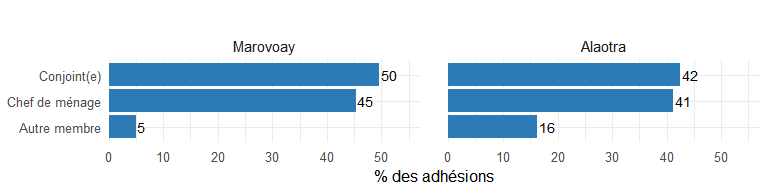 Marovoay Alaotra
Conjoint(e) 50 42
Chef de ménage 45 41
Autre membre 5 16
0 10 20 30 40 50 0 10 20 30 40 50
% des adhésions